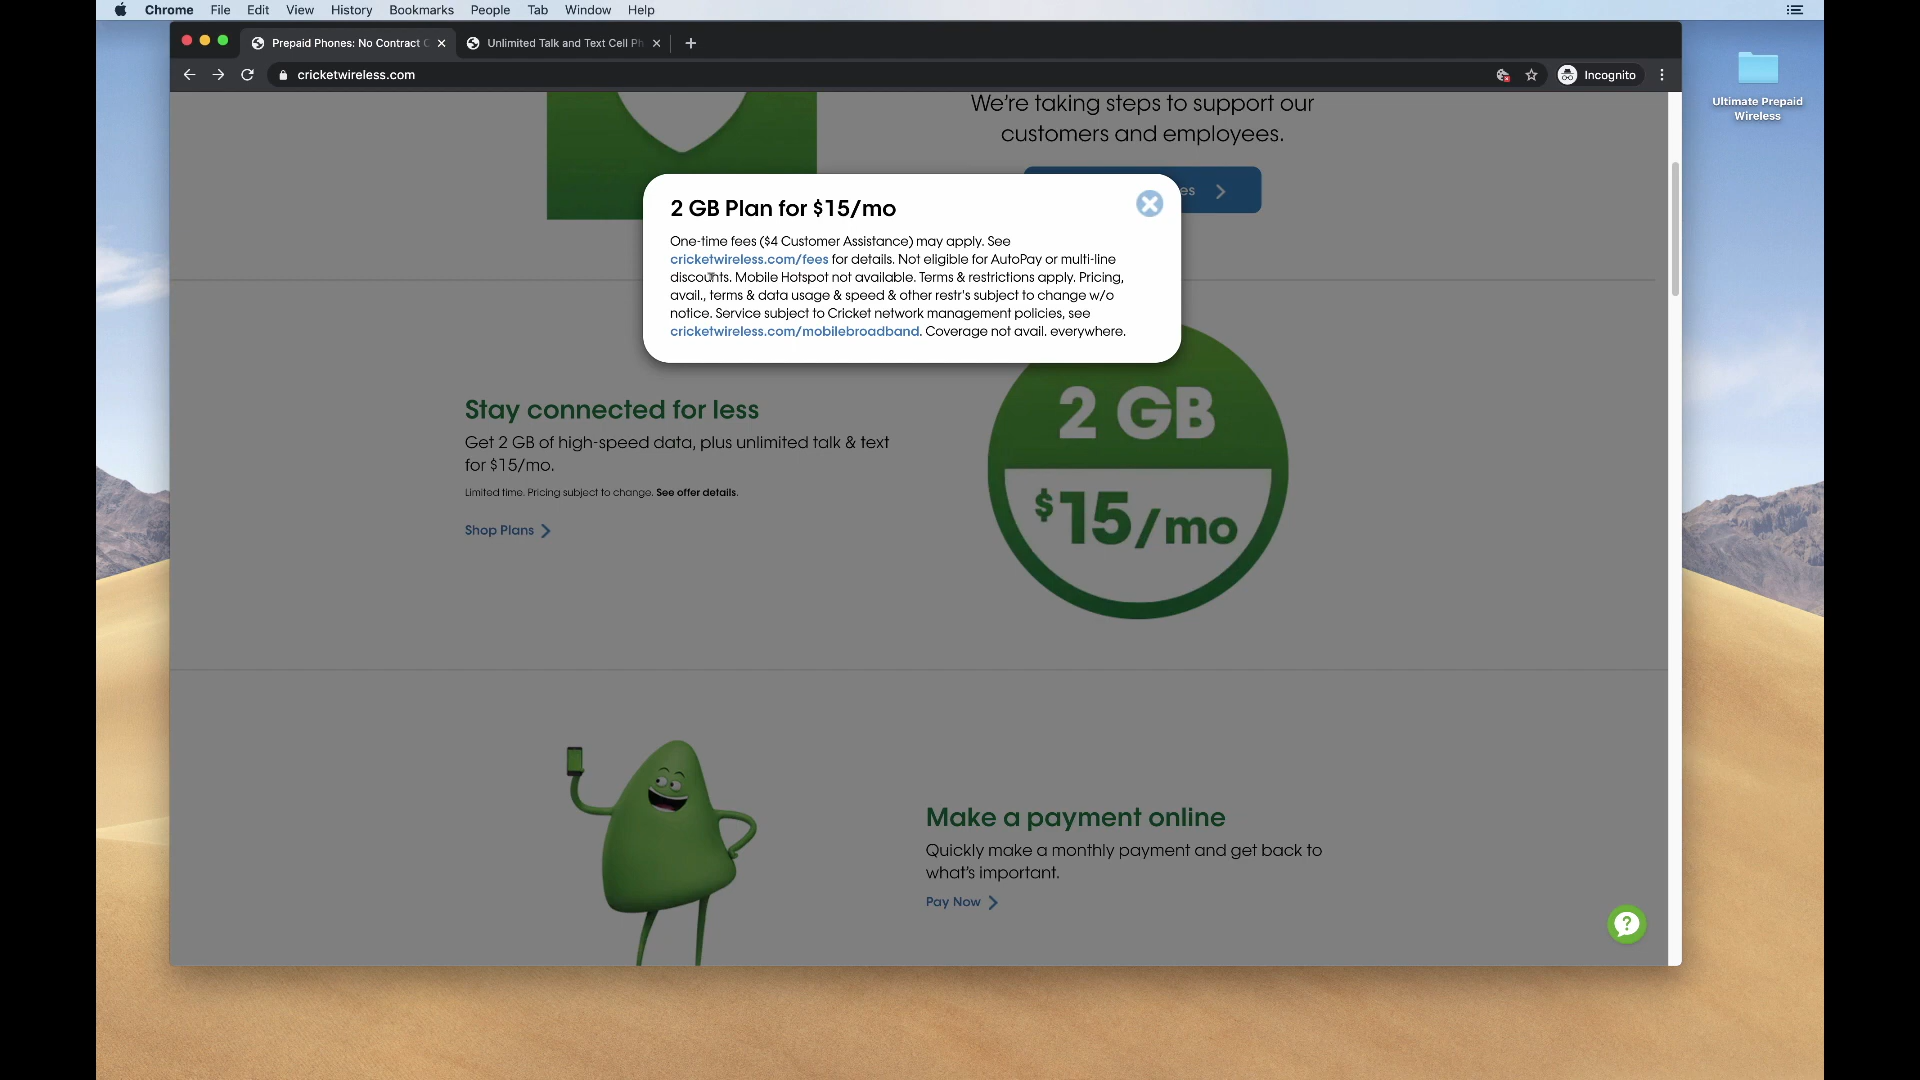 Chrome File Edit View History Bookmarks People Tab Window Help
Prepaid Phones: No Contract
Unlimited Talk and Text Cell Ph
cricketwireless.com
Incognito
Ultimate Prepaid
Wireless
We're taking steps to support our
customers and employees.
2 GB Plan for $15/mo
One-time fees ($4 Customer Assistance) may apply. See
cricketwireless.com/fees for details. Not eligible for AutoPay or multi-line
discounts. Mobile Hotspot not available. Terms & restrictions apply. Pricing,
avail., terms & data usage & speed & other restr's subject to change w/o
notice. Service subject to Cricket network management policies, see
cricketwireless.com/mobilebroadband. Coverage not avail. everywhere.
Stay connected for less
Get 2 GB of high-speed data, plus unlimited talk & text
for $15/mo.
Limited time. Pricing subject to change. See offer details.
Shop Plans
2 GB
$15/mo
Make a payment online
Quickly make a monthly payment and get back to
what's important.
Pay Now